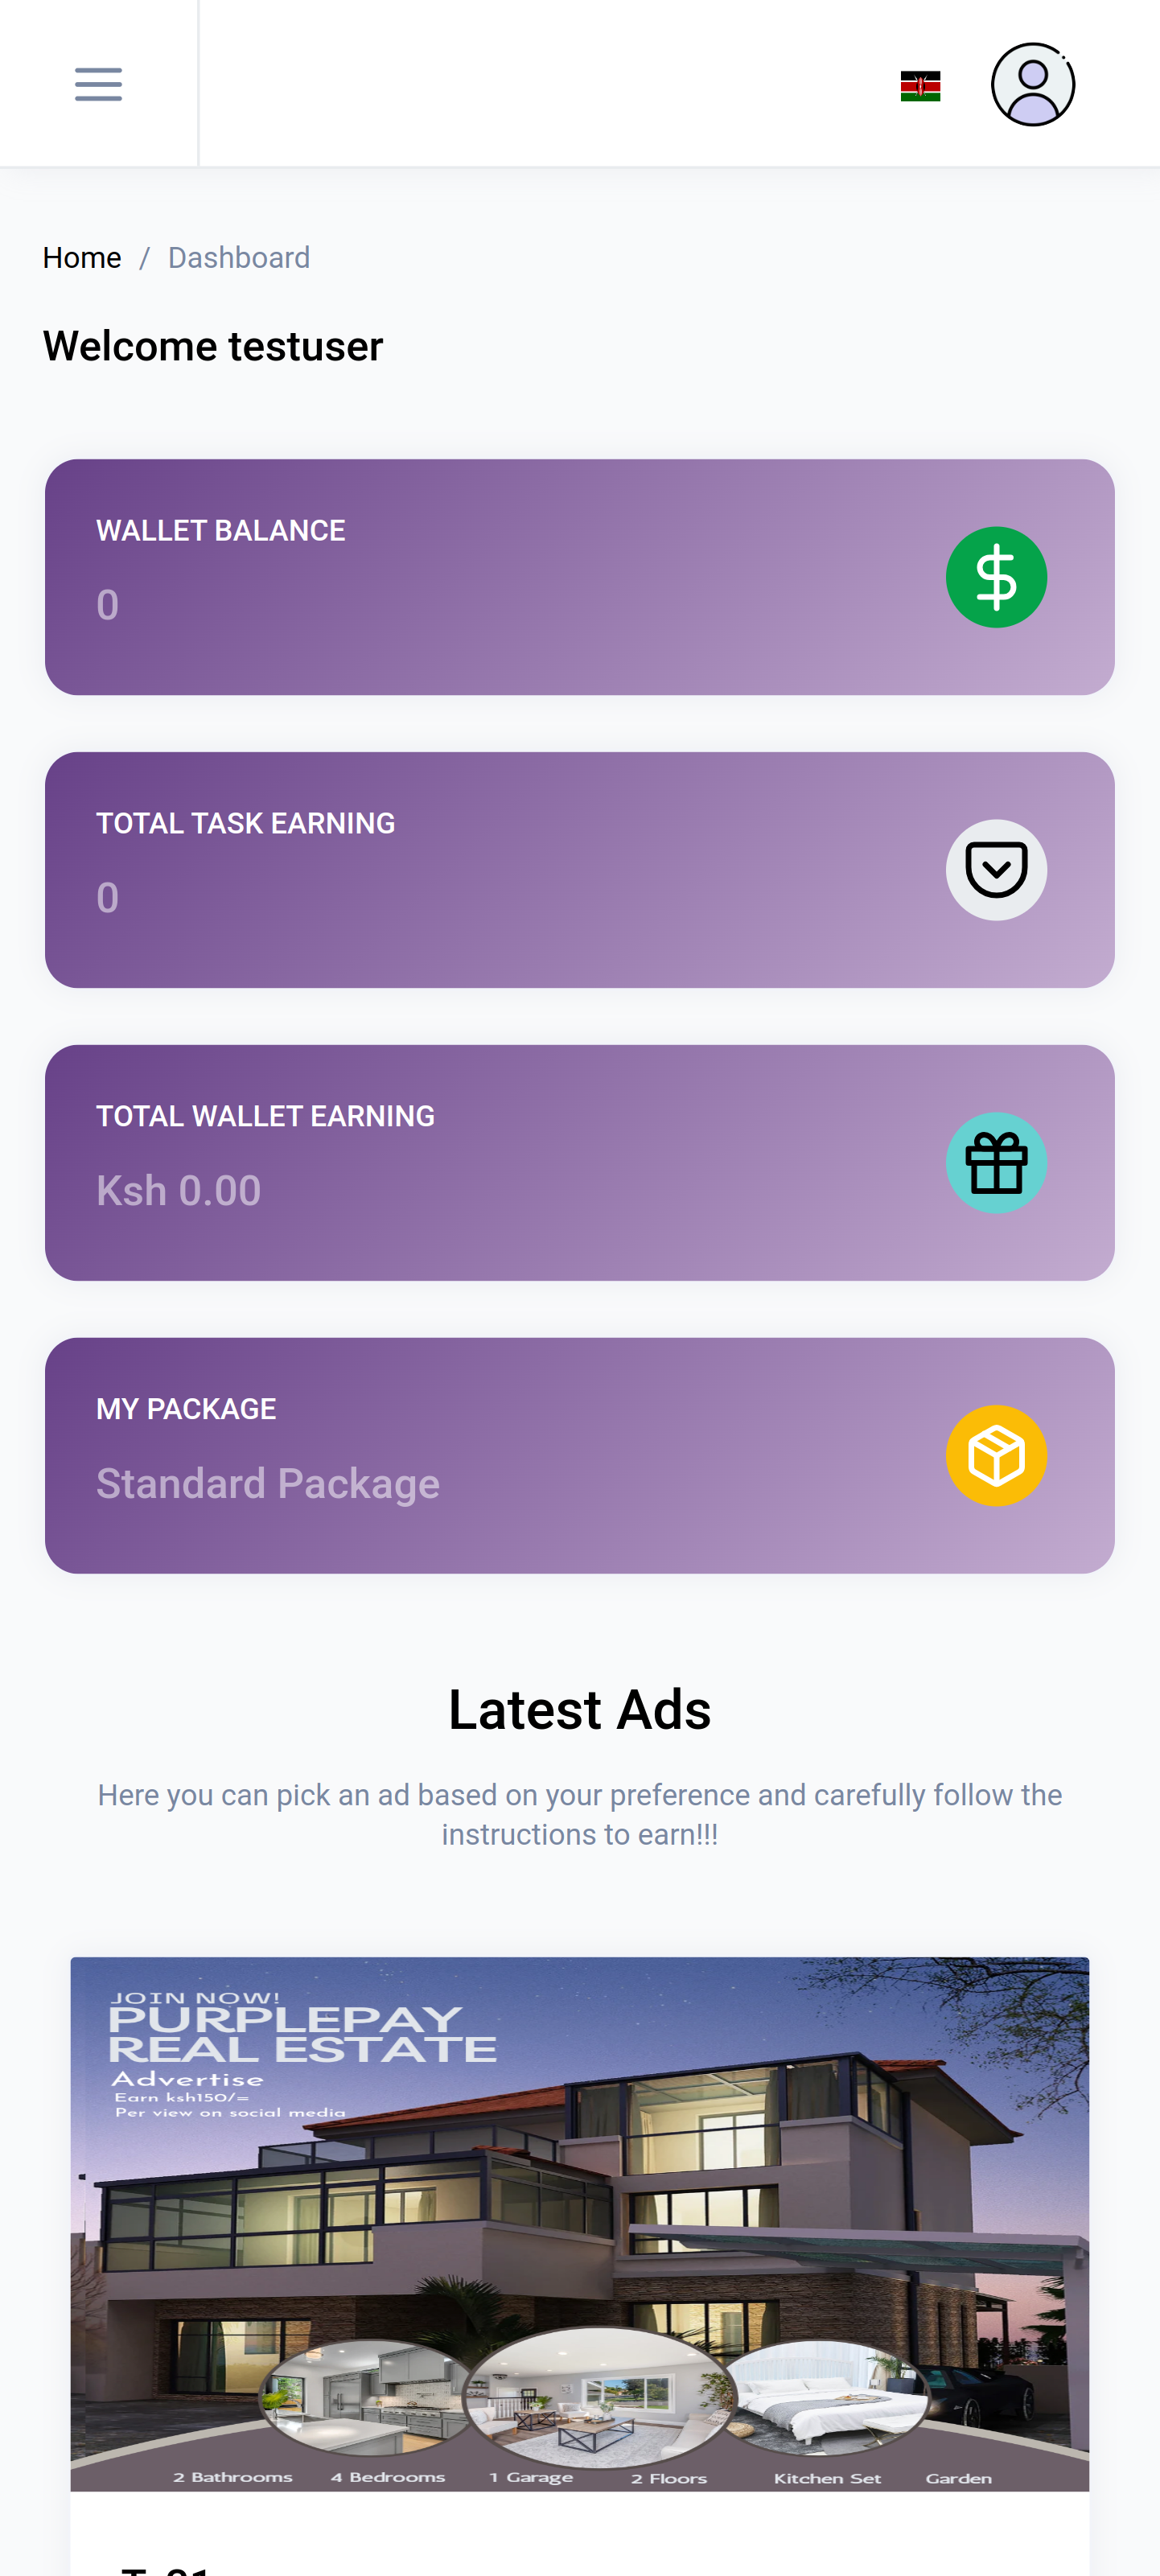 Home / Dashboard
Welcome testuser
WALLET BALANCE
0
TOTAL TASK EARNING
0
TOTAL WALLET EARNING
Ksh 0.00
MY PACKAGE
Standard Package
Latest Ads
Here you can pick an ad based on your preference and carefully follow the
instructions to earn!!!
JOIN NOW!
PURPLEPAY
REAL ESTATE
Advertise
Earn ksh150/=
Per view on social media
2 Bathrooms 4 Bedrooms 1 Garage 2 Floors Kitchen Set Garden